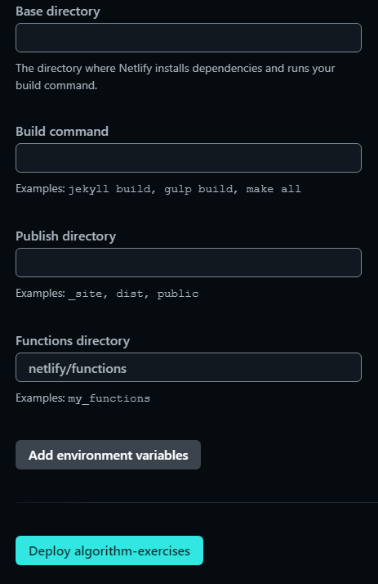 Base directory
The directory where Netlify installs dependencies and runs your
build command.
Build command
Examples: jekyll build, gulp build, make all
Publish directory
Examples: _site, dist, public
Functions directory
netlify/functions
Examples: my_functions
Add environment variables
Deploy algorithm-exercises